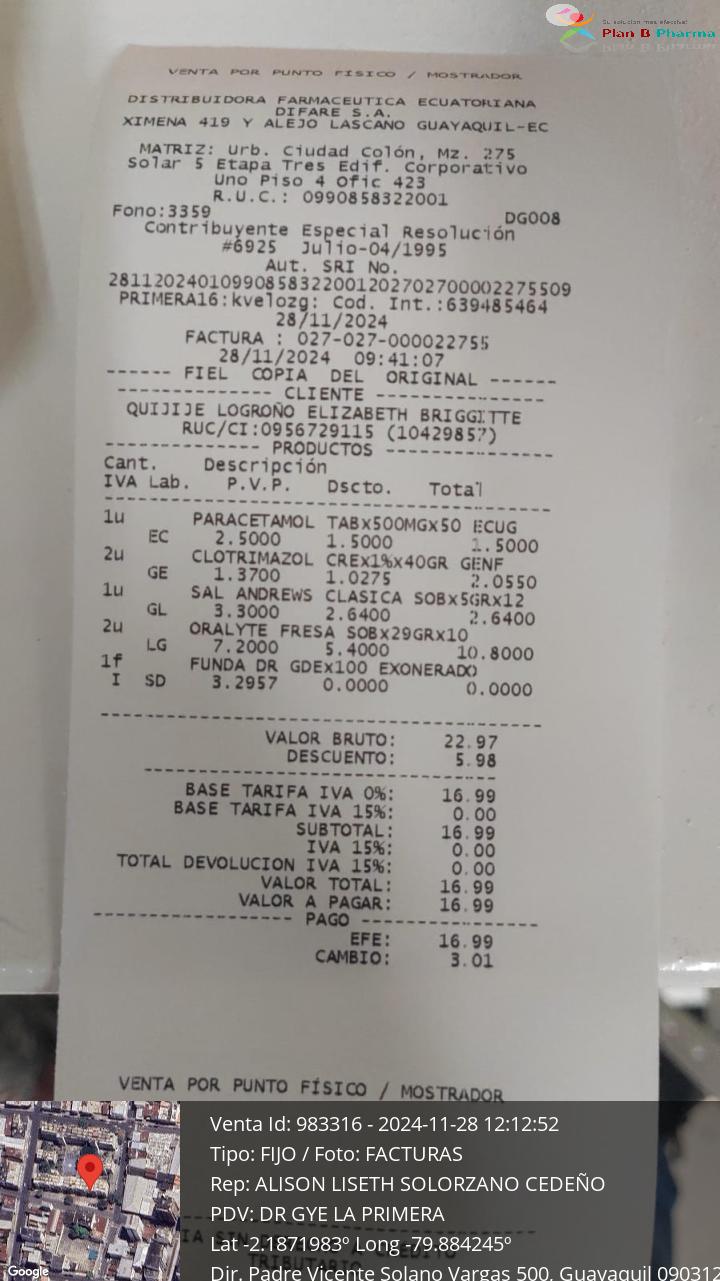 Su solución más efectiva!
Plan B Pharma
VENTA POR PUNTO FÍSICO / MOSTRADOR
DISTRIBUIDORA FARMACEUTICA ECUATORIANA
DIFARE S.A.
XIMENA 419 Y ALEJO LASCANO GUAYAQUIL-EC
MATRIZ: Urb. Ciudad Colón, Mz. 275
Solar 5 Etapa Tres Edif. Corporativo
Uno Piso 4 Ofic 423
R.U.C.: 0990858322001
Fono:3359 DG008
Contribuyente Especial Resolución
#6925 Julio-04/1995
Aut. SRI No.
28112024010990858322001202702700002275509
PRIMERA16:kvelozg: Cod. Int.:639485464
28/11/2024
FACTURA : 027-027-000022755
28/11/2024 09:41:07
------ FIEL COPIA DEL ORIGINAL ------
-------------- CLIENTE ---------------
QUIJIJE LOGROÑO ELIZABETH BRIGGITTE
RUC/CI:0956729115 (10429857)
-------------- PRODUCTOS ---------------
Cant. Descripción
IVA Lab. P.V.P. Dscto. Total
1u PARACETAMOL TABx500MGx50 ECUG
EC 2.5000 1.5000 1.5000
2u CLOTRIMAZOL CREx1%x40GR GENF
GE 1.3700 1.0275 2.0550
1u SAL ANDREWS CLASICA SOBx5GRx12
GL 3.3000 2.6400 2.6400
2u ORALYTE FRESA SOBx29GRx10
LG 7.2000 5.4000 10.8000
1f FUNDA DR GDEx100 EXONERADO
I SD 3.2957 0.0000 0.0000
VALOR BRUTO: 22.97
DESCUENTO: 5.98
BASE TARIFA IVA 0%: 16.99
BASE TARIFA IVA 15%: 0.00
SUBTOTAL: 16.99
IVA 15%: 0.00
TOTAL DEVOLUCION IVA 15%: 0.00
VALOR TOTAL: 16.99
VALOR A PAGAR: 16.99
------------------ PAGO ----------------
EFE: 16.99
CAMBIO: 3.01
VENTA POR PUNTO FÍSICO / MOSTRADOR
Venta Id: 983316 - 2024-11-28 12:12:52
Tipo: FIJO / Foto: FACTURAS
Rep: ALISON LISETH SOLORZANO CEDEÑO
PDV: DR GYE LA PRIMERA
Lat -2.1871983º Long -79.884245º
Dir. Padre Vicente Solano Vargas 500, Guayaquil 090312
CREDITO
TRIBUTARIO
Google